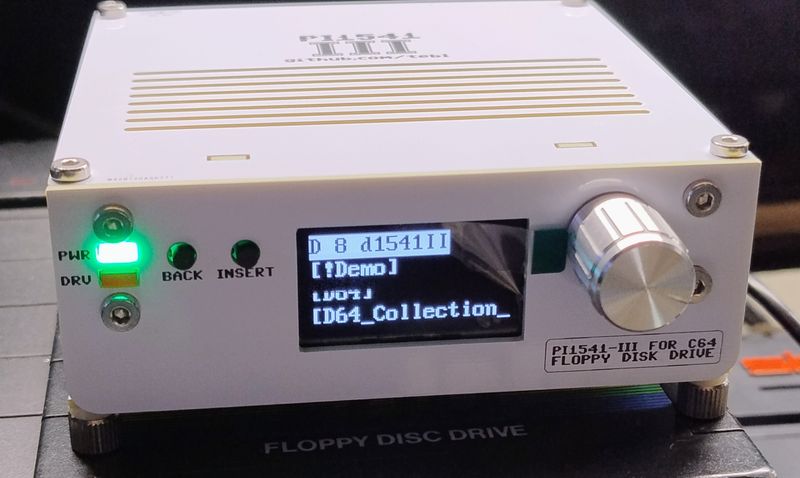 PI1541
III
github.com/tebl
PWR
DRV
BACK
INSERT
D 8 d1541II
[!Demo]
[D64]
[D64_Collection_
PI1541-III FOR C64
FLOPPY DISK DRIVE
FLOPPY DISC DRIVE